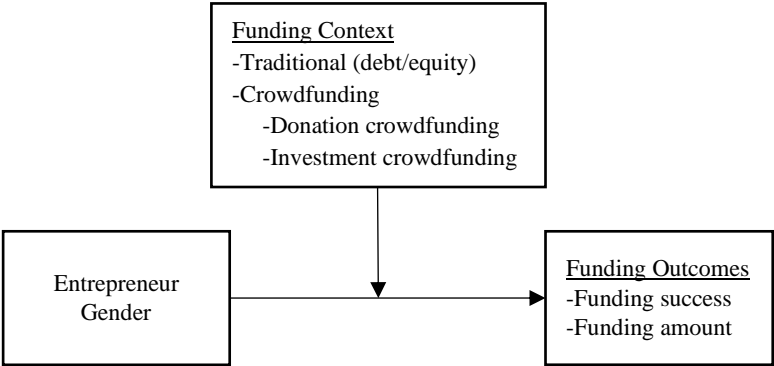 Funding Context
-Traditional (debt/equity)
-Crowdfunding
-Donation crowdfunding
-Investment crowdfunding
Entrepreneur
Gender
Funding Outcomes
-Funding success
-Funding amount